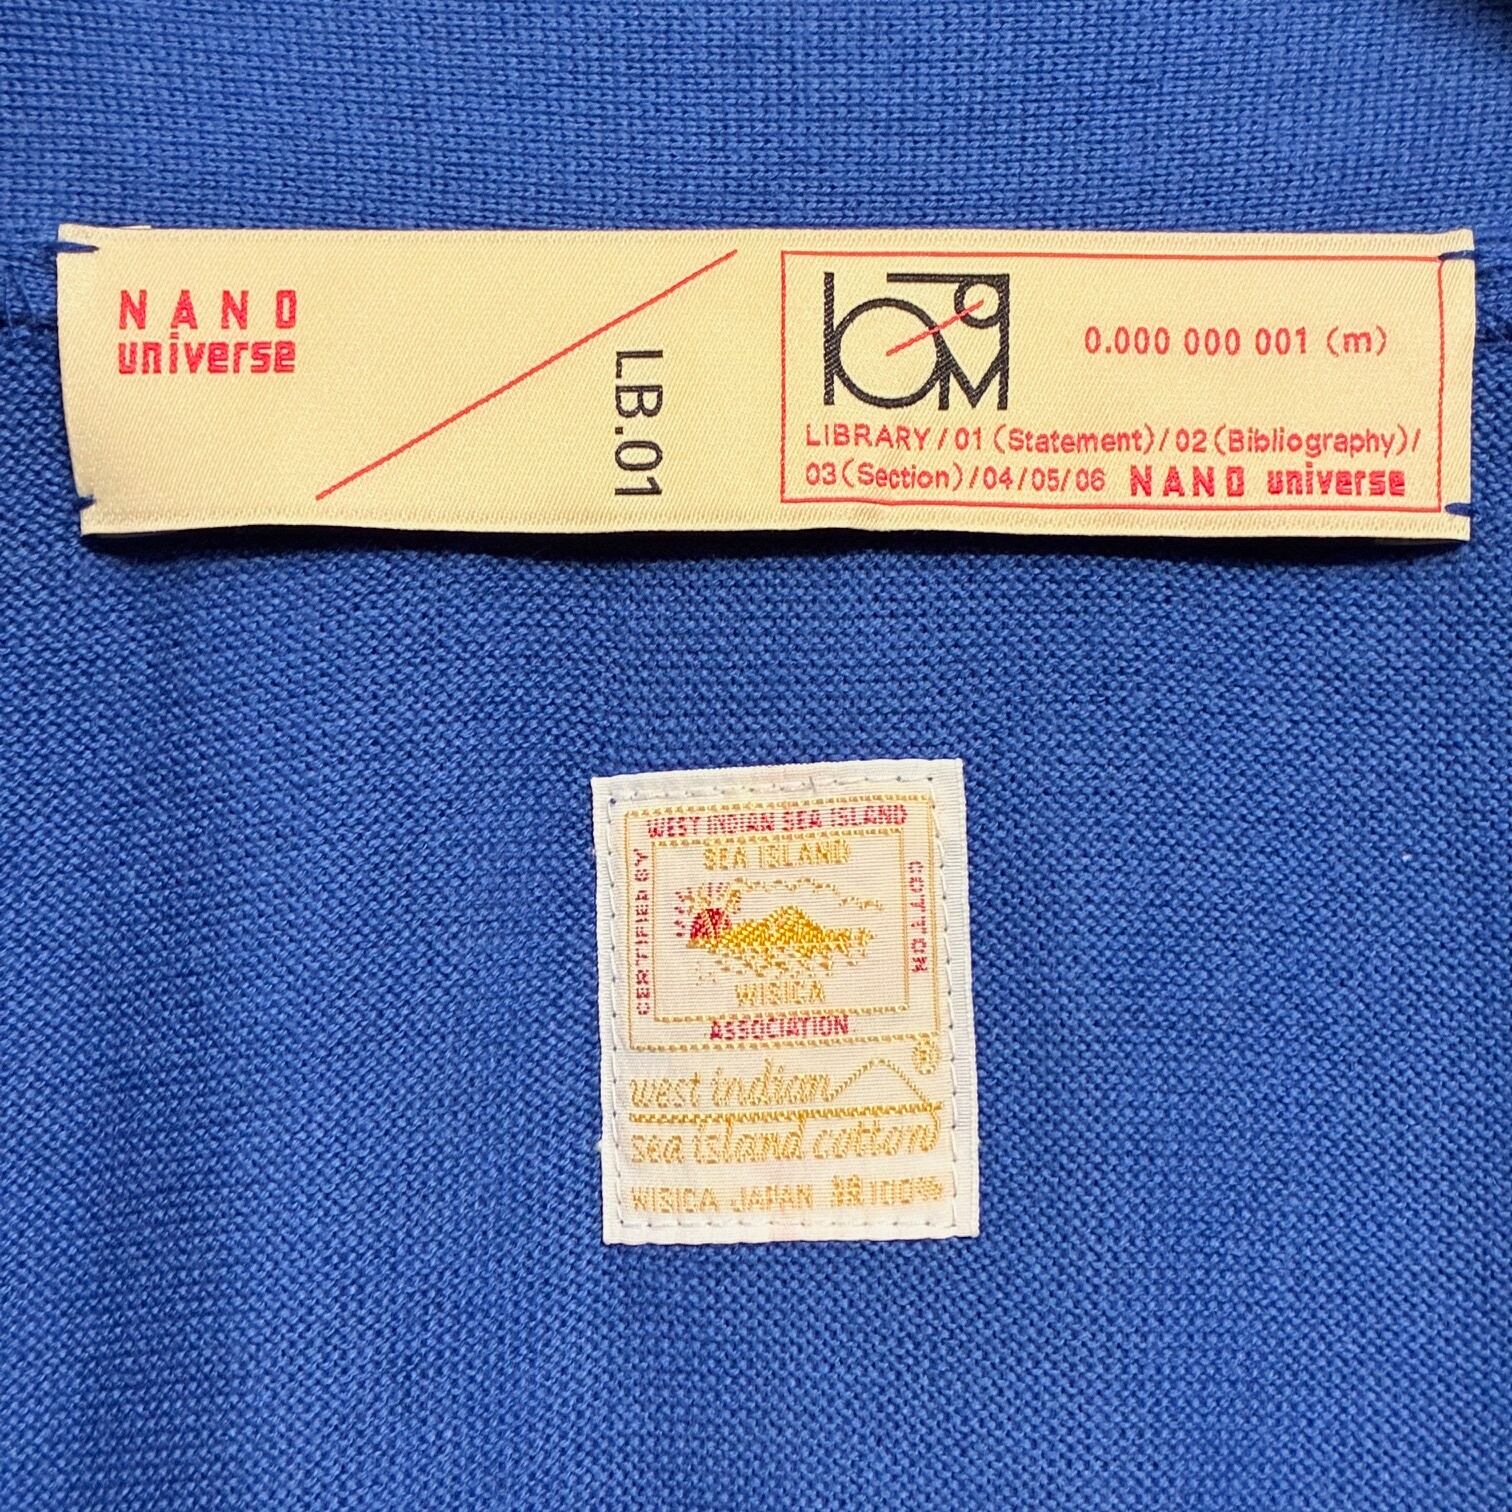 NANO
universe
LB.01
0.000 000 001 (m)
LIBRARY/01(Statement)/02(Bibliography)/
03(Section)/04/05/06 NANO universe
WEST INDIAN SEA ISLAND
CERTIFIED BY
SEA ISLAND
COTTON
WISICA
ASSOCIATION
west indian ®
sea island cotton
WISICA JAPAN 綿100%